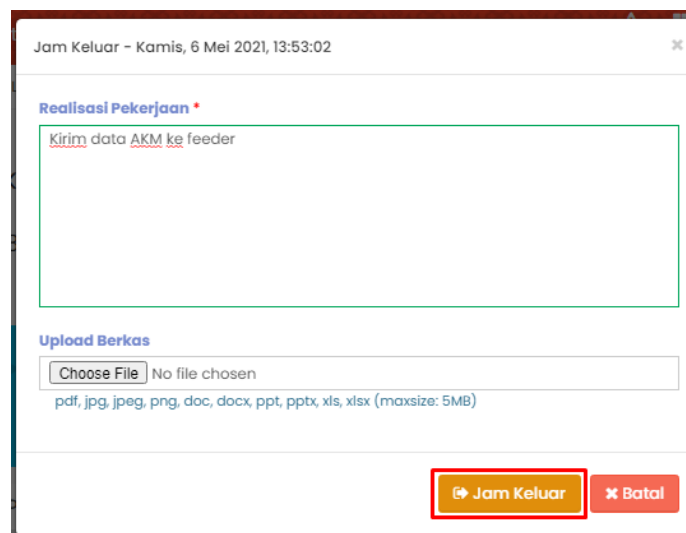 Jam Keluar - Kamis, 6 Mei 2021, 13:53:02
×
Realisasi Pekerjaan *
Kirim data AKM ke feeder
Upload Berkas
Choose File No file chosen
pdf, jpg, jpeg, png, doc, docx, ppt, pptx, xls, xlsx (maxsize: 5MB)
Jam Keluar
Batal